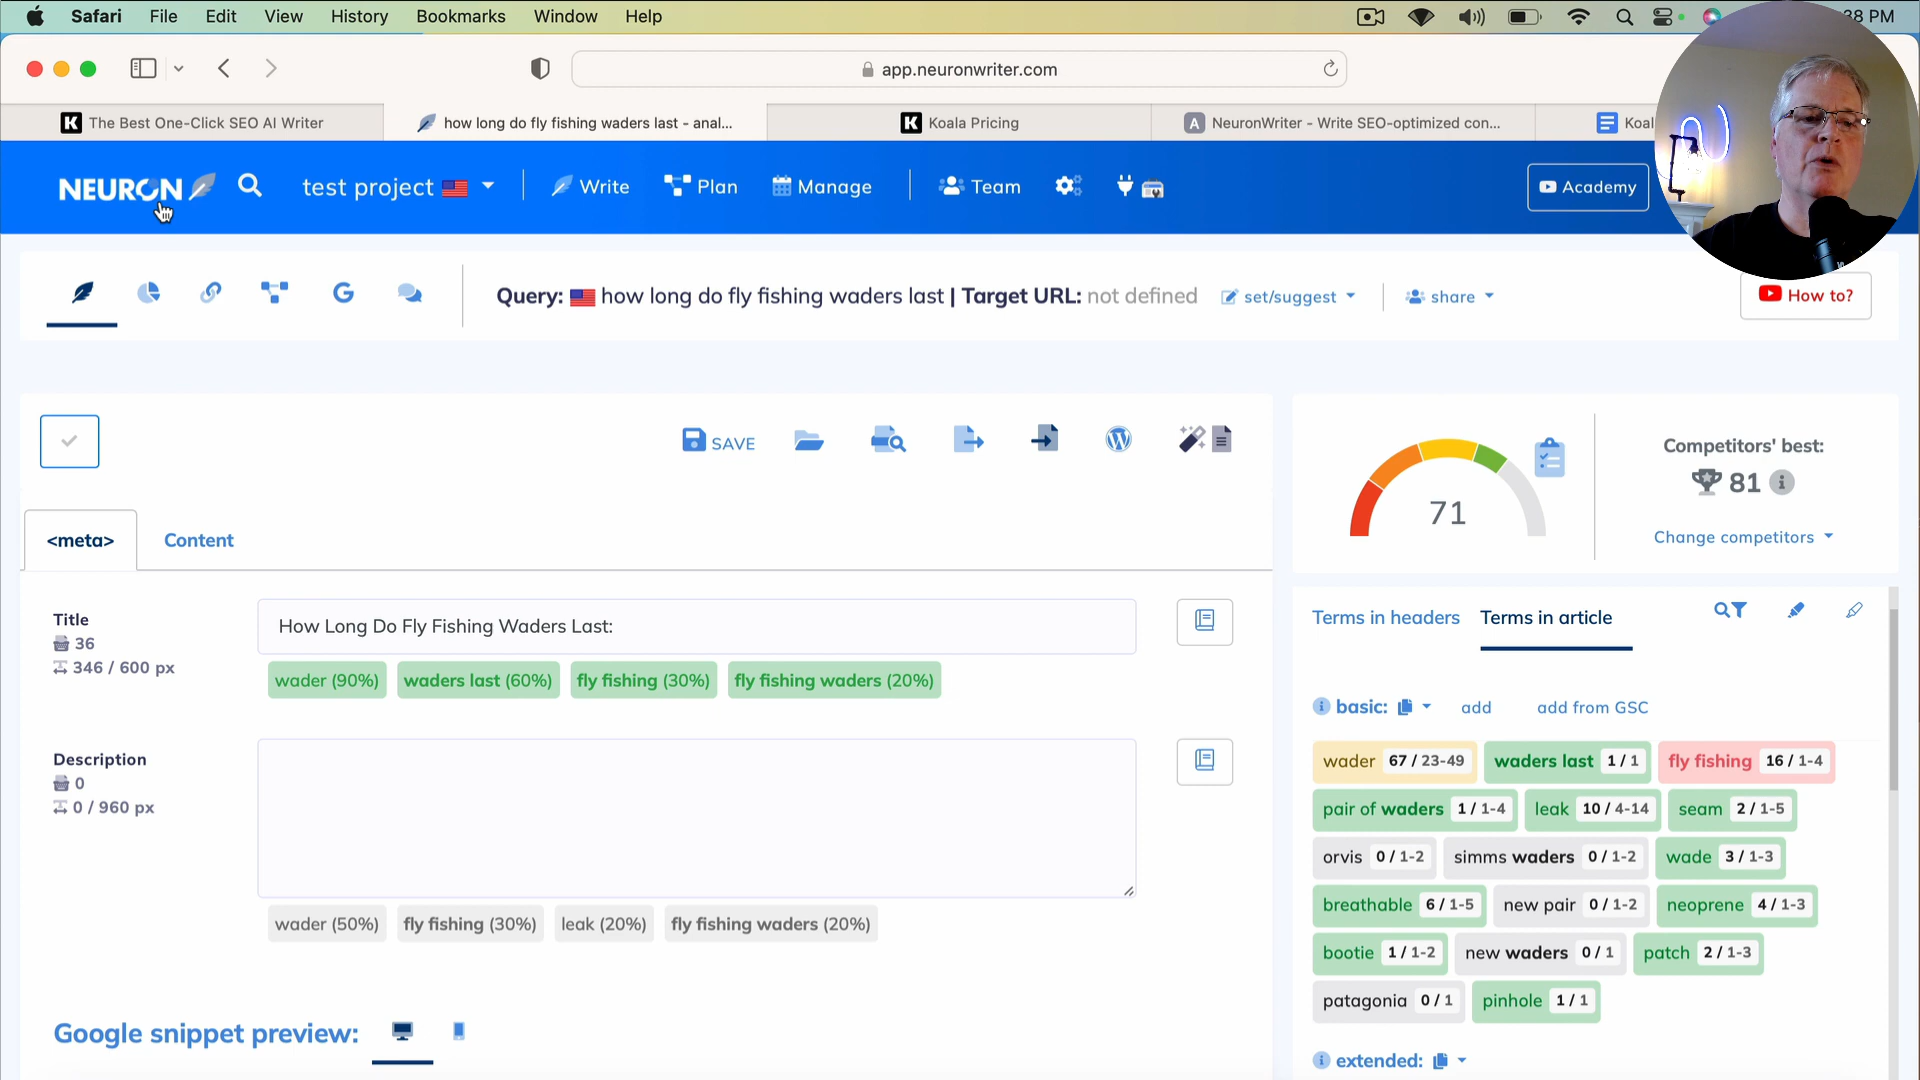 Safari File Edit View History Bookmarks Window Help
38 PM
app.neuronwriter.com
The Best One-Click SEO AI Writer
how long do fly fishing waders last - anal...
Koala Pricing
NeuronWriter - Write SEO-optimized con...
Koal
NEURON
test project
Write
Plan
Manage
Team
Academy
Query: how long do fly fishing waders last | Target URL: not defined
set/suggest
share
How to?
SAVE
71
Competitors' best:
81
Change competitors
<meta>
Content
Title
36
346 / 600 px
How Long Do Fly Fishing Waders Last:
wader (90%) waders last (60%) fly fishing (30%) fly fishing waders (20%)
Description
0
0 / 960 px
wader (50%) fly fishing (30%) leak (20%) fly fishing waders (20%)
Google snippet preview:
Terms in headers Terms in article
basic: add add from GSC
wader 67 / 23-49 waders last 1 / 1 fly fishing 16 / 1-4
pair of waders 1 / 1-4 leak 10 / 4-14 seam 2 / 1-5
orvis 0 / 1-2 simms waders 0 / 1-2 wade 3 / 1-3
breathable 6 / 1-5 new pair 0 / 1-2 neoprene 4 / 1-3
bootie 1 / 1-2 new waders 0 / 1 patch 2 / 1-3
patagonia 0 / 1 pinhole 1 / 1
extended: